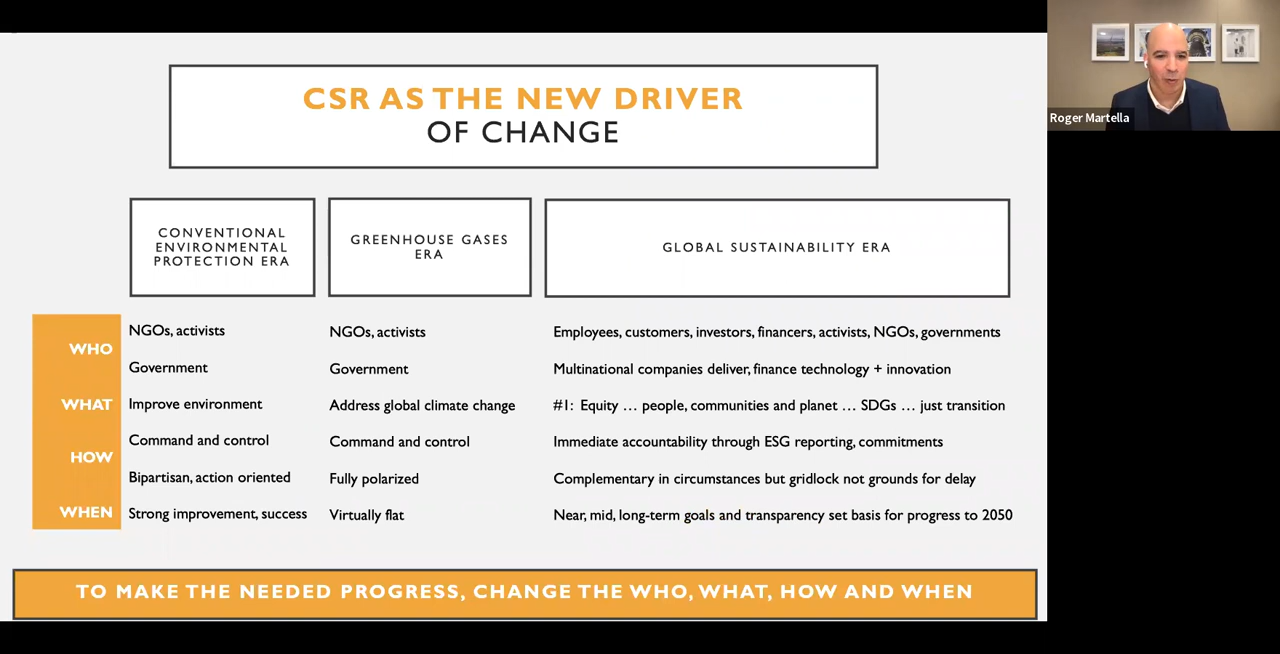 CSR AS THE NEW DRIVER
OF CHANGE
CONVENTIONAL
ENVIRONMENTAL
PROTECTION ERA
GREENHOUSE GASES
ERA
GLOBAL SUSTAINABILITY ERA
WHO
NGOs, activists
NGOs, activists
Employees, customers, investors, financers, activists, NGOs, governments
Government
Government
Multinational companies deliver, finance technology + innovation
WHAT
Improve environment
Address global climate change
#1: Equity … people, communities and planet … SDGs … just transition
HOW
Command and control
Command and control
Immediate accountability through ESG reporting, commitments
Bipartisan, action oriented
Fully polarized
Complementary in circumstances but gridlock not grounds for delay
WHEN
Strong improvement, success
Virtually flat
Near, mid, long-term goals and transparency set basis for progress to 2050
TO MAKE THE NEEDED PROGRESS, CHANGE THE WHO, WHAT, HOW AND WHEN
Roger Martella